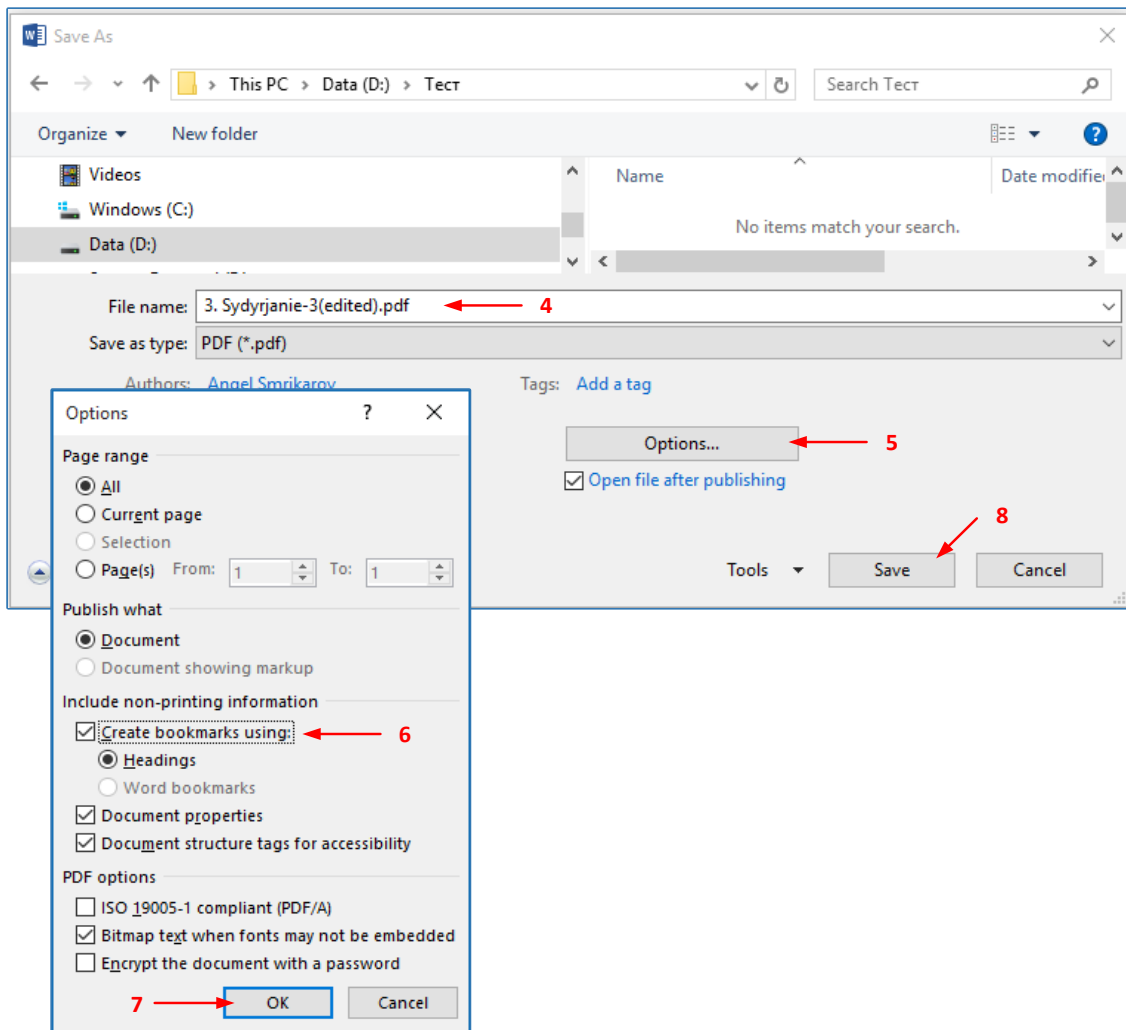 Save As
This PC > Data (D:) > Тест
Search Тест
Organize
New folder
Videos
Windows (C:)
Data (D:)
Name
Date modified
No items match your search.
File name: 3. Sydyrjanie-3(edited).pdf 4
Save as type: PDF (*.pdf)
Authors: Angel Smrikarov
Tags: Add a tag
Options... 5
Open file after publishing
8
Tools
Save
Cancel
Options ?
Page range
All
Current page
Selection
Page(s) From: 1 To: 1
Publish what
Document
Document showing markup
Include non-printing information
Create bookmarks using: 6
Headings
Word bookmarks
Document properties
Document structure tags for accessibility
PDF options
ISO 19005-1 compliant (PDF/A)
Bitmap text when fonts may not be embedded
Encrypt the document with a password
7 OK Cancel